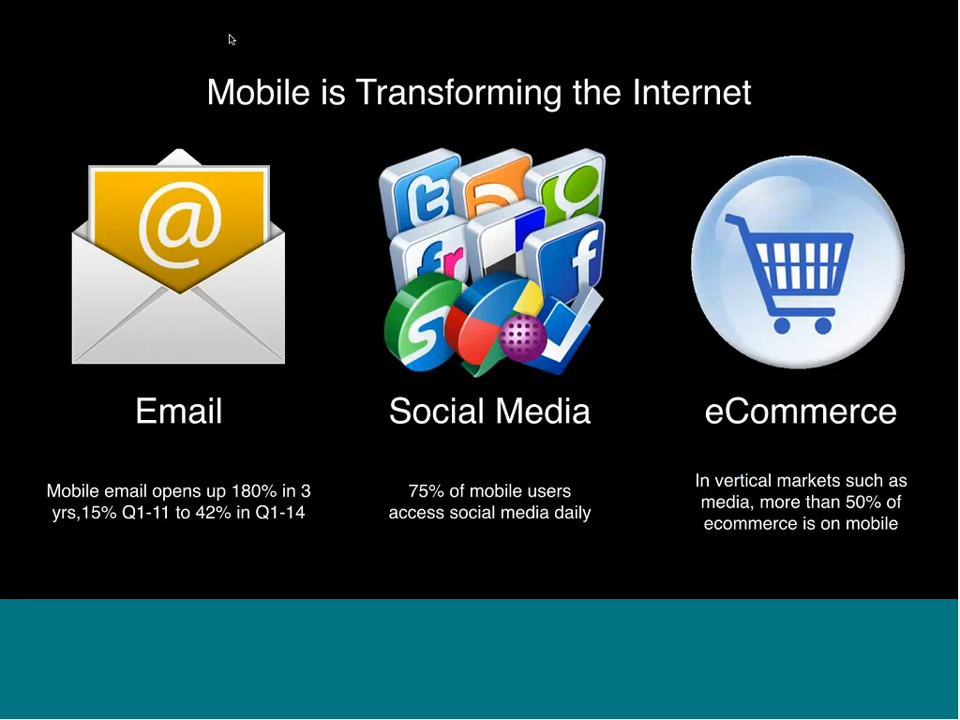 Mobile is Transforming the Internet
@
t
f
fr
S
Email
Social Media
eCommerce
Mobile email opens up 180% in 3
yrs,15% Q1-11 to 42% in Q1-14
75% of mobile users
access social media daily
In vertical markets such as
media, more than 50% of
ecommerce is on mobile